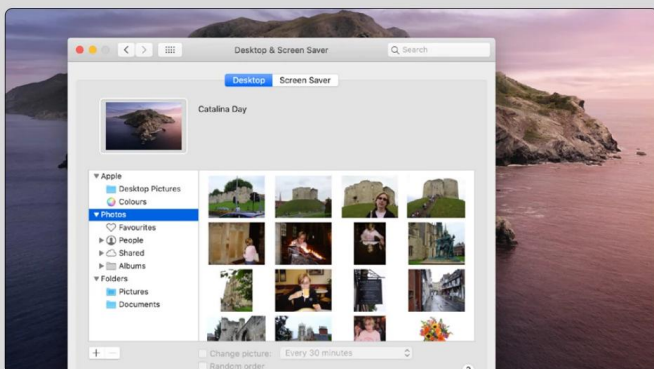 Desktop & Screen Saver
Search
Desktop Screen Saver
Catalina Day
Apple
Desktop Pictures
Colours
Photos
Favourites
People
Shared
Albums
Folders
Pictures
Documents
+ −
Change picture: Every 30 minutes
Random order
?